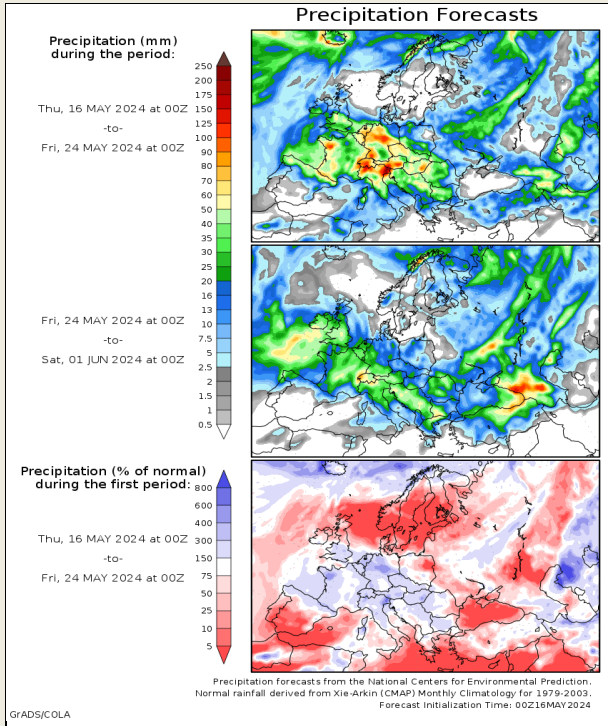 Precipitation Forecasts
Precipitation (mm)
during the period:
Thu, 16 MAY 2024 at 00Z
-to-
Fri, 24 MAY 2024 at 00Z
250
200
175
150
125
100
90
80
70
60
50
40
35
30
25
20
16
13
10
7.5
5
2.5
2
1.5
1
0.5
Fri, 24 MAY 2024 at 00Z
-to-
Sat, 01 JUN 2024 at 00Z
Precipitation (% of normal)
during the first period:
Thu, 16 MAY 2024 at 00Z
-to-
Fri, 24 MAY 2024 at 00Z
800
600
400
300
150
75
50
25
10
5
Precipitation forecasts from the National Centers for Environmental Prediction.
Normal rainfall derived from Xie-Arkin (CMAP) Monthly Climatology for 1979-2003.
Forecast Initialization Time: 00Z16MAY2024
GrADS/COLA